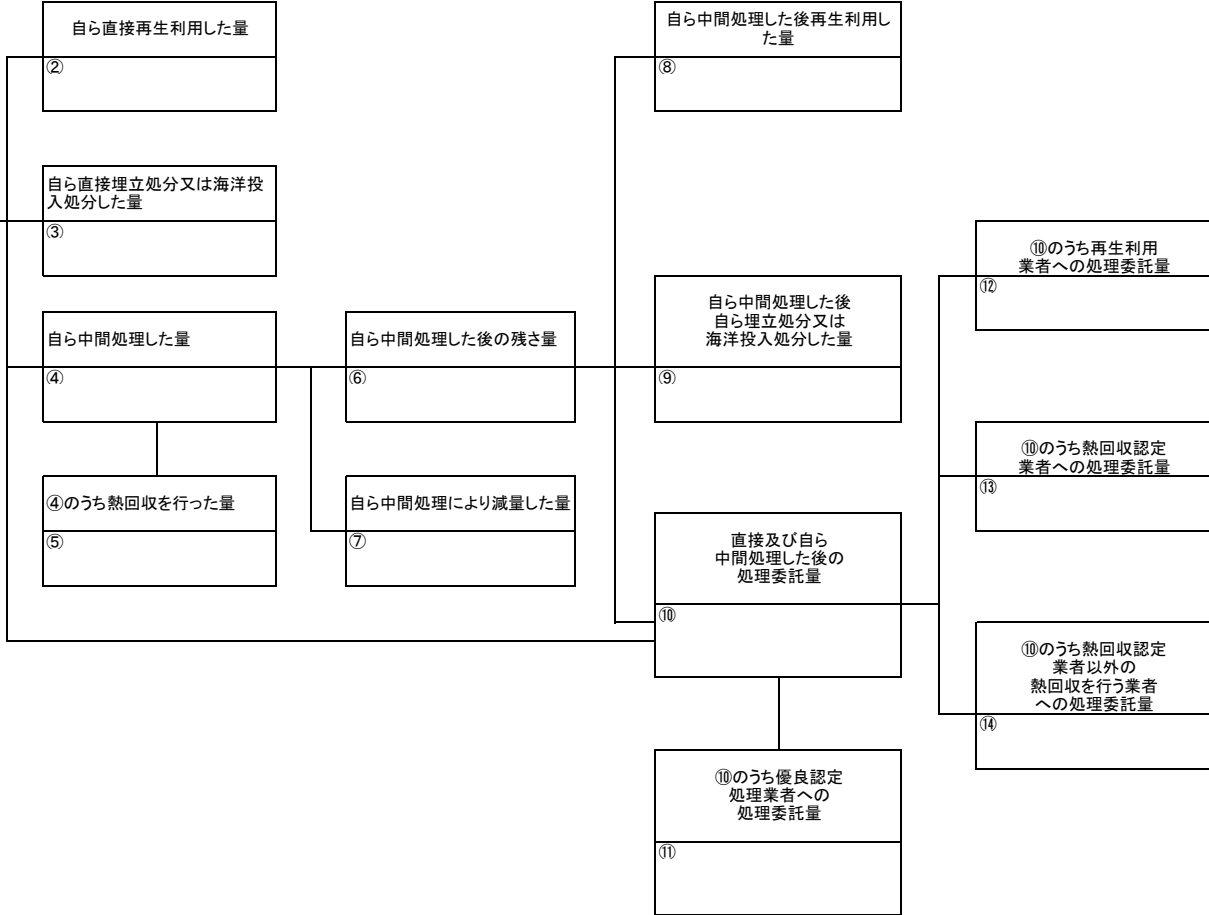 自ら直接再生利用した量
②
自ら直接埋立処分又は海洋投
入処分した量
③
自ら中間処理した量
④
④のうち熱回収を行った量
⑤
自ら中間処理した後の残さ量
⑥
自ら中間処理により減量した量
⑦
自ら中間処理した後再生利用し
た量
⑧
自ら中間処理した後
自ら埋立処分又は
海洋投入処分した量
⑨
直接及び自ら
中間処理した後の
処理委託量
⑩
⑩のうち優良認定
処理業者への
処理委託量
⑪
⑩のうち再生利用
業者への処理委託量
⑫
⑩のうち熱回収認定
業者への処理委託量
⑬
⑩のうち熱回収認定
業者以外の
熱回収を行う業者
への処理委託量
⑭